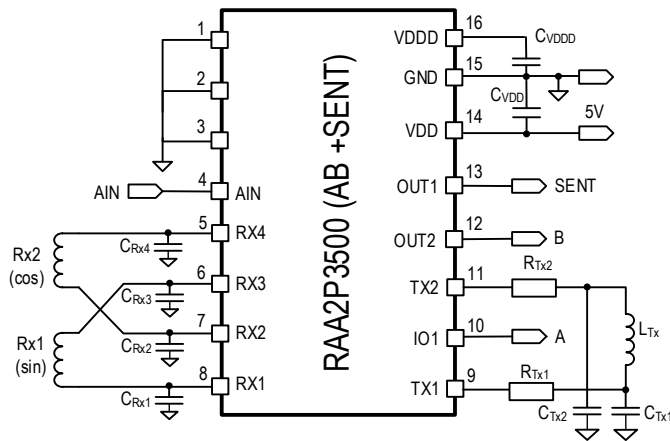 RAA2P3500 (AB +SENT)
1
2
3
AIN
4
AIN
5
RX4
CRx4
Rx2
(cos)
6
RX3
CRx3
7
RX2
CRx2
Rx1
(sin)
8
RX1
CRx1
16
VDDD
CVDDD
15
GND
CVDD
14
VDD
5V
13
OUT1
SENT
12
OUT2
B
11
TX2
RTx2
10
IO1
A
LTx
9
TX1
RTx1
CTx2
CTx1